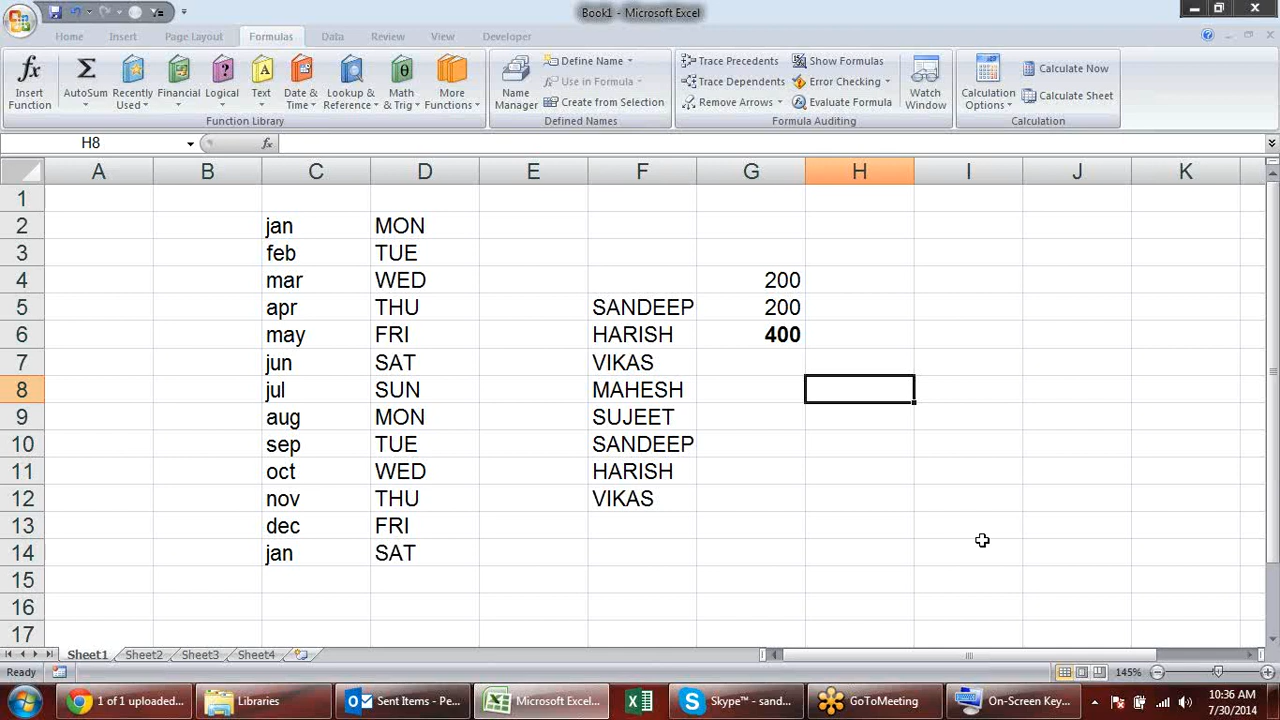 Book1 - Microsoft Excel
Home Insert Page Layout Formulas Data Review View Developer
Insert Function
AutoSum
Recently Used
Financial
Logical
Text
Date & Time
Lookup & Reference
Math & Trig
More Functions
Function Library
Name Manager
Define Name
Use in Formula
Create from Selection
Defined Names
Trace Precedents
Trace Dependents
Remove Arrows
Show Formulas
Error Checking
Evaluate Formula
Formula Auditing
Watch Window
Calculation Options
Calculate Now
Calculate Sheet
Calculation
H8 fx
A B C D E F G H I J K
1
2 jan MON
3 feb TUE
4 mar WED 200
5 apr THU SANDEEP 200
6 may FRI HARISH 400
7 jun SAT VIKAS
8 jul SUN MAHESH
9 aug MON SUJEET
10 sep TUE SANDEEP
11 oct WED HARISH
12 nov THU VIKAS
13 dec FRI
14 jan SAT
15
16
17
Sheet1 Sheet2 Sheet3 Sheet4
Ready 145%
1 of 1 uploaded... Libraries Sent Items - Pe... Microsoft Exce... Skype™ - sand... GoToMeeting On-Screen Key...
10:36 AM
7/30/2014